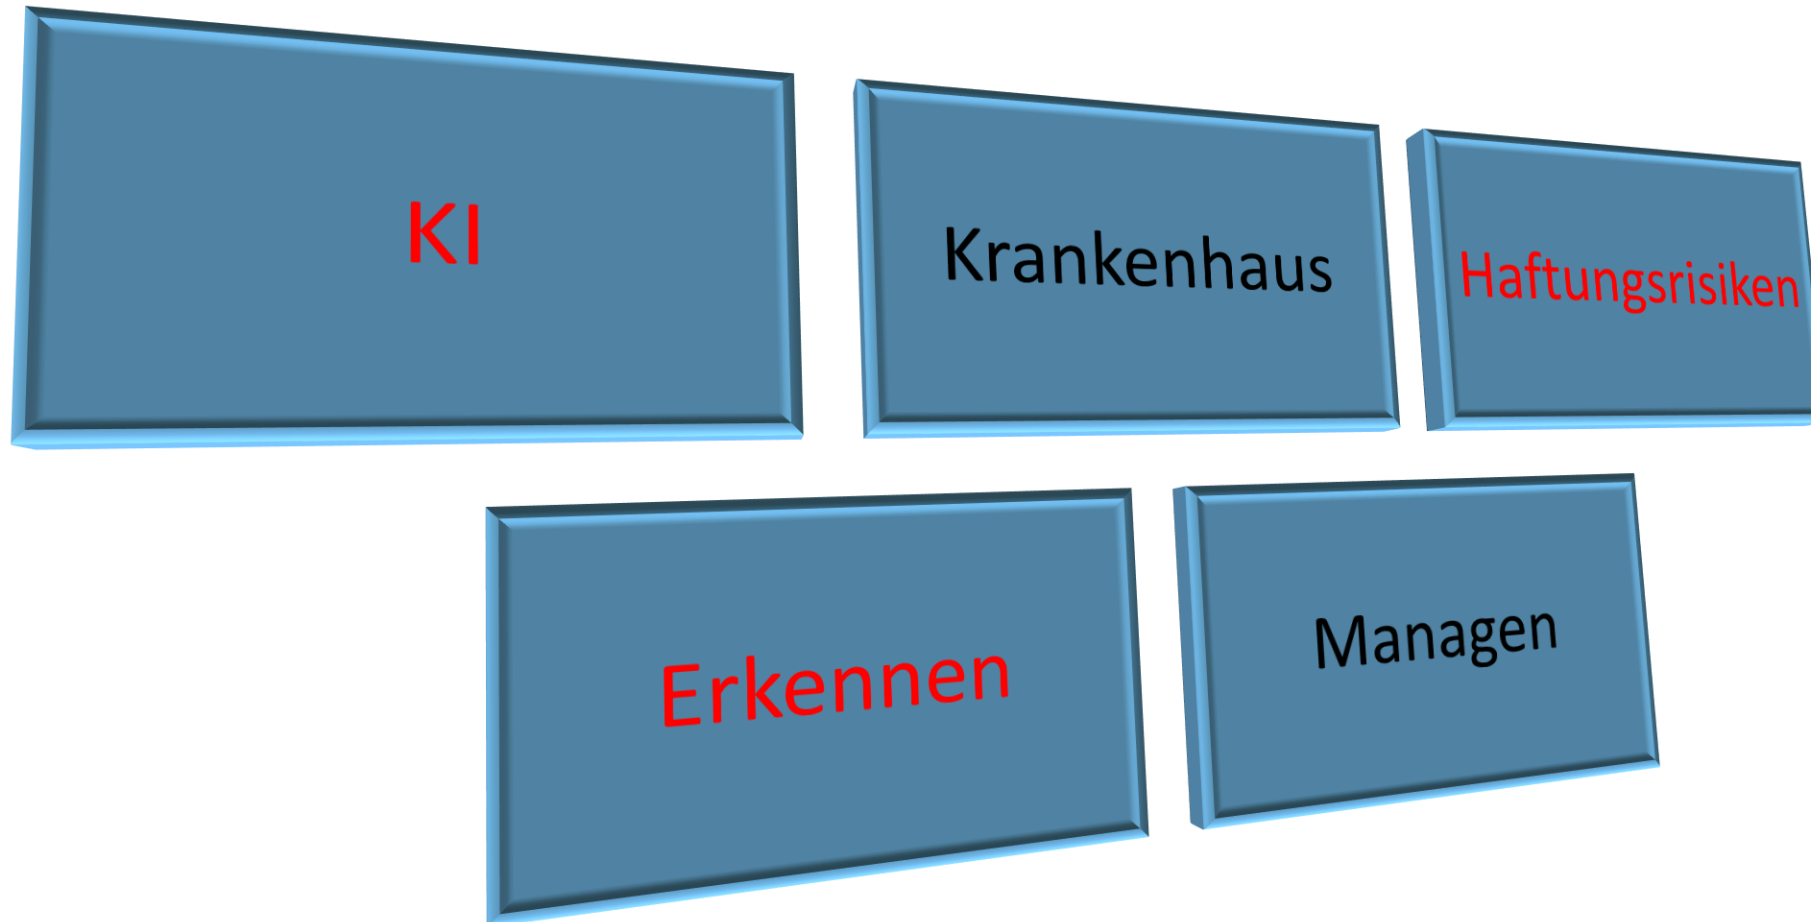 KI
Krankenhaus
Haftungsrisiken
Erkennen
Managen